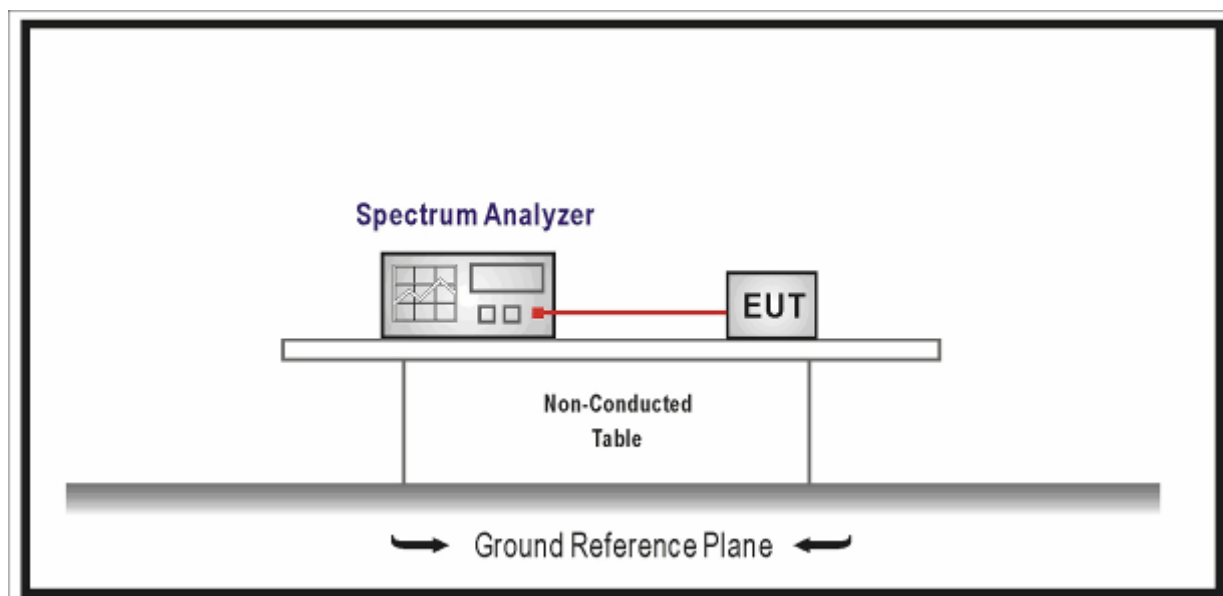 Spectrum Analyzer
EUT
Non-Conducted
Table
Ground Reference Plane